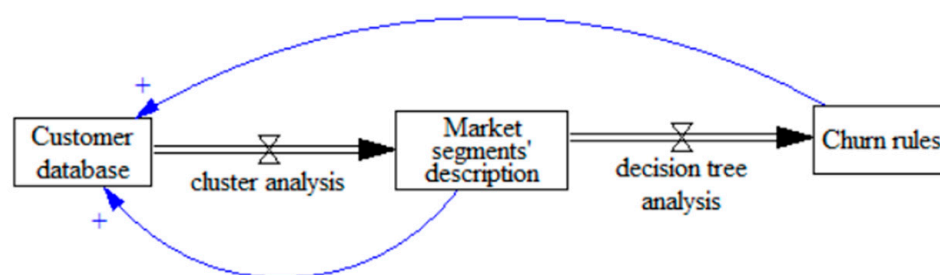 +
Customer
database
cluster analysis
+
Market
segments'
description
decision tree
analysis
Churn rules